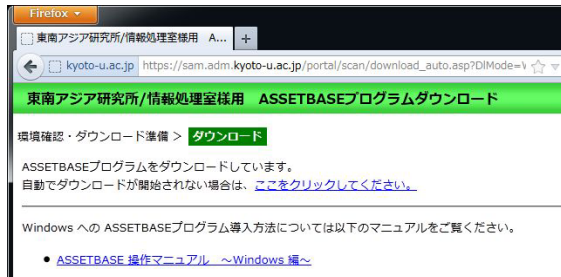 Firefox
東南アジア研究所/情報処理室様用 A...
+
kyoto-u.ac.jp https://sam.adm.kyoto-u.ac.jp/portal/scan/download_auto.asp?DlMode=
東南アジア研究所/情報処理室様用 ASSETBASEプログラムダウンロード
環境確認・ダウンロード準備 > ダウンロード
ASSETBASEプログラムをダウンロードしています。
自動でダウンロードが開始されない場合は、ここをクリックしてください。
Windows への ASSETBASEプログラム導入方法については以下のマニュアルをご覧ください。
• ASSETBASE 操作マニュアル ～Windows 編～